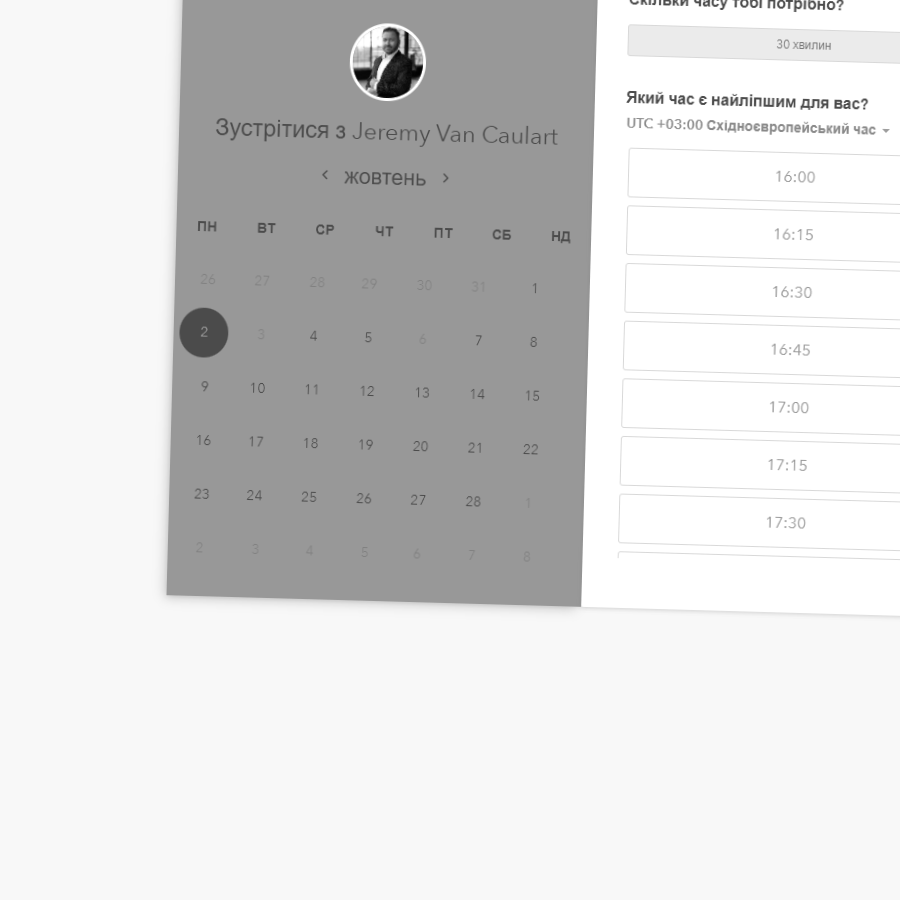 Зустрітися з Jeremy Van Caulart
‹ жовтень ›
ПН ВТ СР ЧТ ПТ СБ НД
26 27 28 29 30 31 1
2 3 4 5 6 7 8
9 10 11 12 13 14 15
16 17 18 19 20 21 22
23 24 25 26 27 28 1
2 3 4 5 6 7 8
Скільки часу тобі потрібно?
30 хвилин
Який час є найліпшим для вас?
UTC +03:00 Східноєвропейський час
16:00
16:15
16:30
16:45
17:00
17:15
17:30